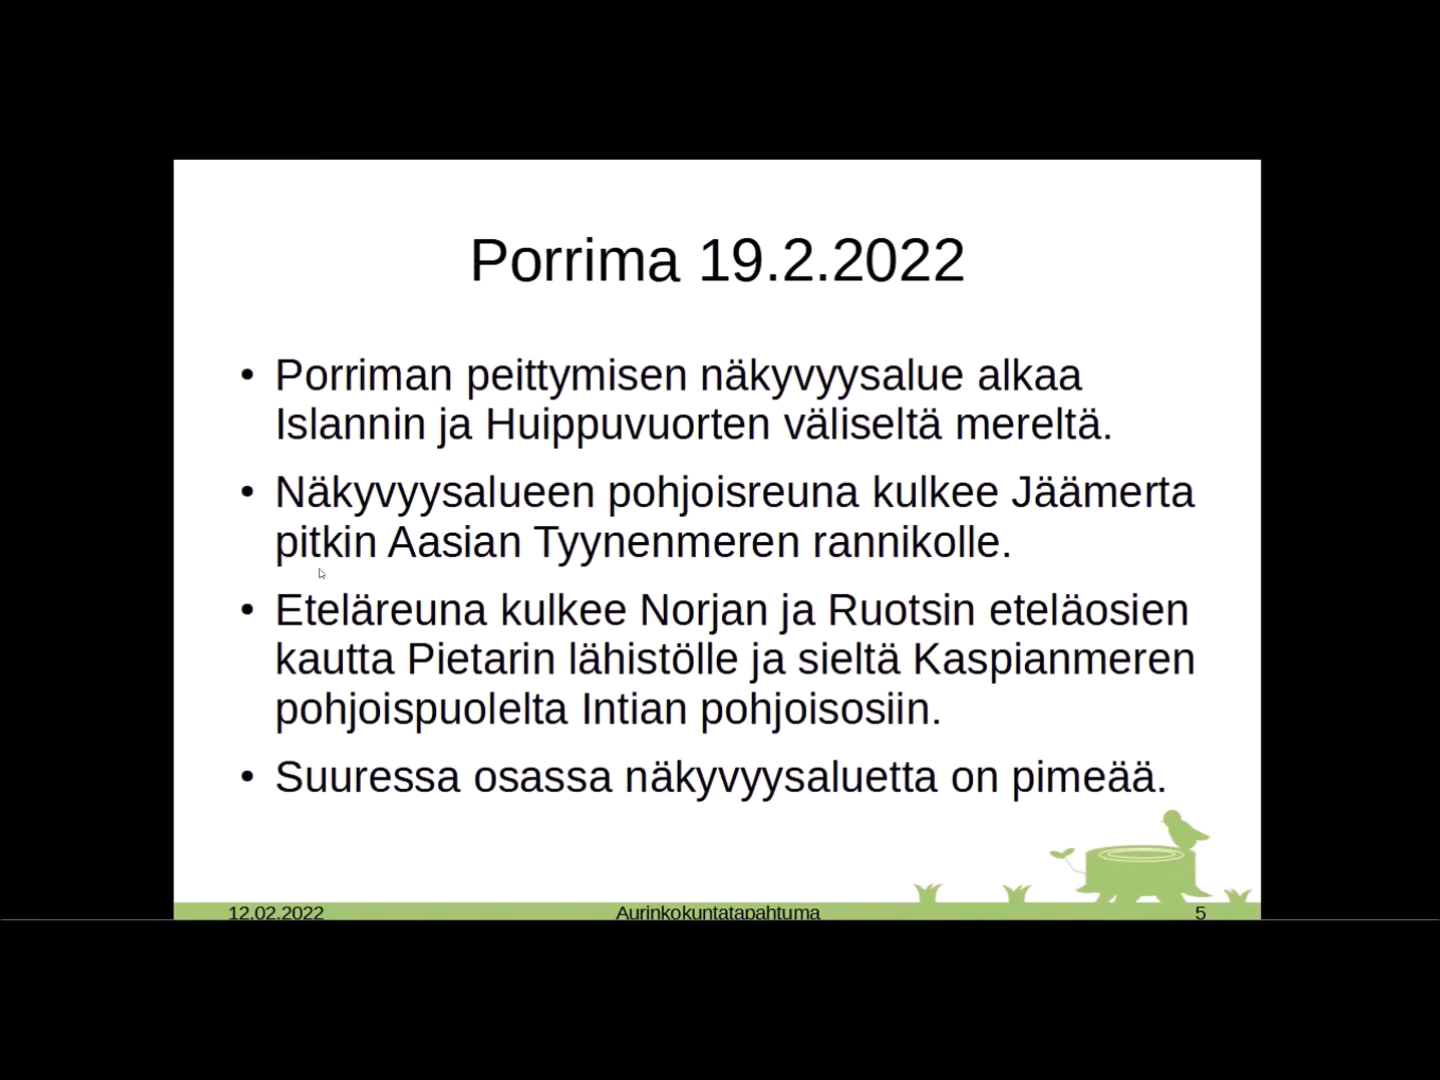 Porrima 19.2.2022
• Porriman peittymisen näkyvyysalue alkaa
Islannin ja Huippuvuorten väliseltä mereltä.
• Näkyvyysalueen pohjoisreuna kulkee Jäämerta
pitkin Aasian Tyynenmeren rannikolle.
• Eteläreuna kulkee Norjan ja Ruotsin eteläosien
kautta Pietarin lähistölle ja sieltä Kaspianmeren
pohjoispuolelta Intian pohjoisosiin.
• Suuressa osassa näkyvyysaluetta on pimeää.
12.02.2022 Aurinkokuntatapahtuma 5